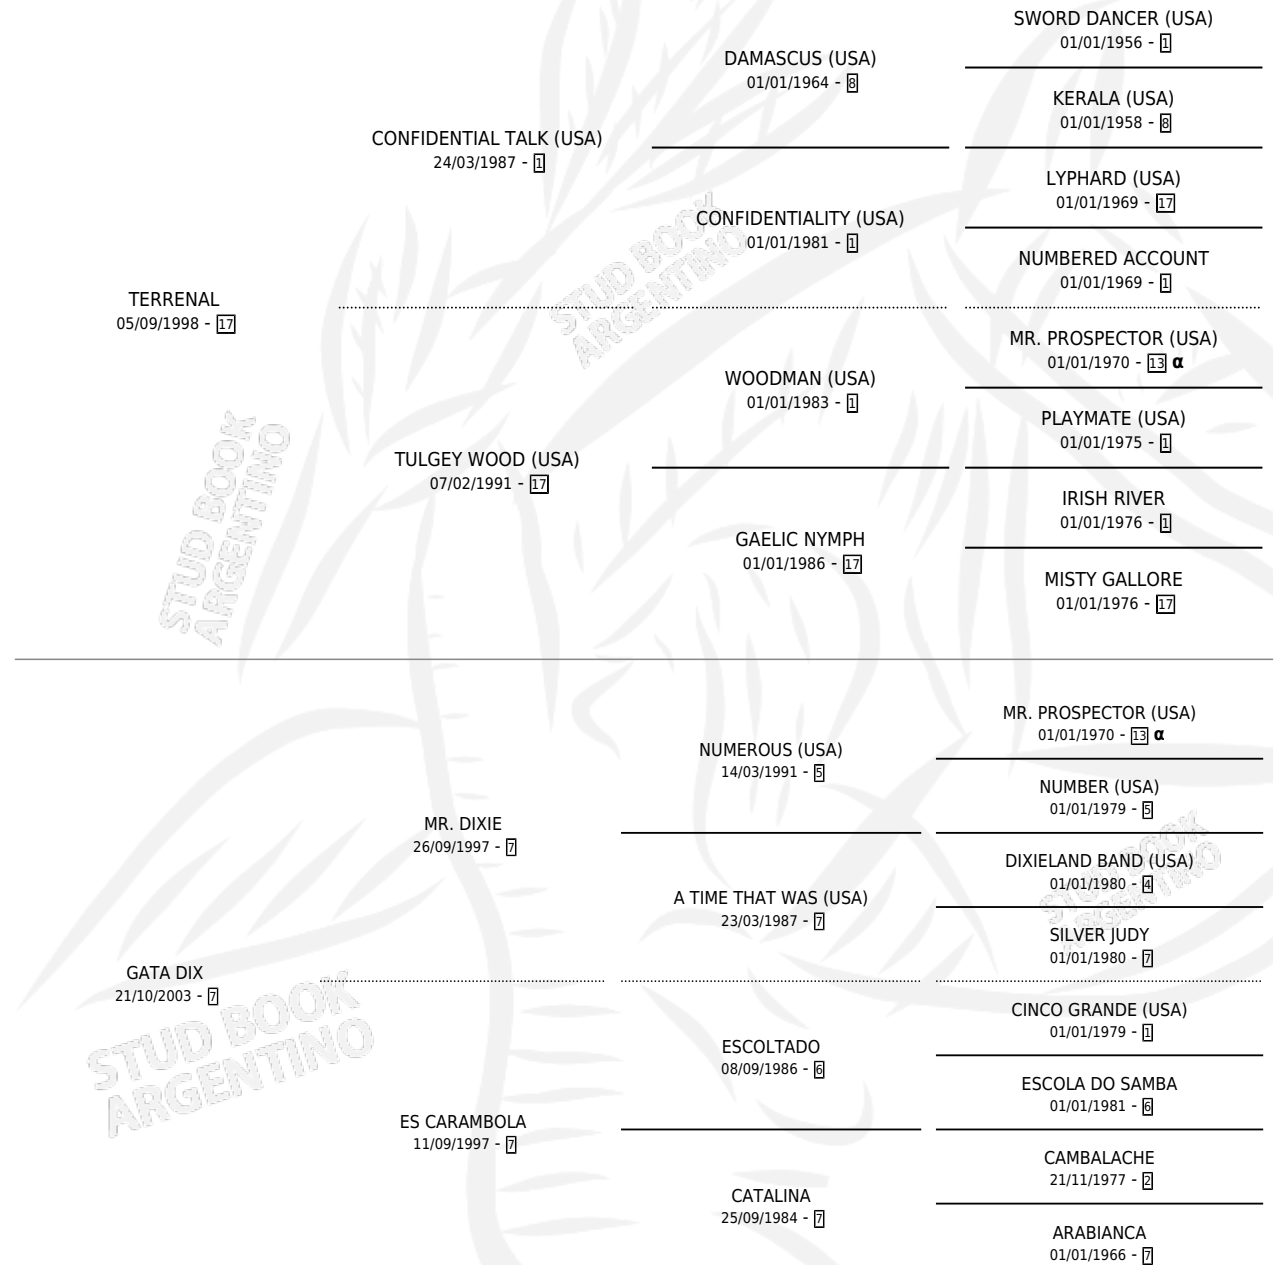 SWORD DANCER (USA)
01/01/1956 - 1
DAMASCUS (USA)
01/01/1964 - 8
KERALA (USA)
01/01/1958 - 8
CONFIDENTIAL TALK (USA)
24/03/1987 - 1
LYPHARD (USA)
01/01/1969 - 17
CONFIDENTIALITY (USA)
01/01/1981 - 1
NUMBERED ACCOUNT
01/01/1969 - 1
TERRENAL
05/09/1998 - 17
MR. PROSPECTOR (USA)
01/01/1970 - 13 α
WOODMAN (USA)
01/01/1983 - 1
PLAYMATE (USA)
01/01/1975 - 1
TULGEY WOOD (USA)
07/02/1991 - 17
IRISH RIVER
01/01/1976 - 1
GAELIC NYMPH
01/01/1986 - 17
MISTY GALLORE
01/01/1976 - 17
MR. PROSPECTOR (USA)
01/01/1970 - 13 α
NUMEROUS (USA)
14/03/1991 - 5
NUMBER (USA)
01/01/1979 - 5
MR. DIXIE
26/09/1997 - 7
DIXIELAND BAND (USA)
01/01/1980 - 4
A TIME THAT WAS (USA)
23/03/1987 - 7
SILVER JUDY
01/01/1980 - 7
GATA DIX
21/10/2003 - 7
CINCO GRANDE (USA)
01/01/1979 - 1
ESCOLTADO
08/09/1986 - 6
ESCOLA DO SAMBA
01/01/1981 - 6
ES CARAMBOLA
11/09/1997 - 7
CAMBALACHE
21/11/1977 - 2
CATALINA
25/09/1984 - 7
ARABIANCA
01/01/1966 - 7
STUD BOOK
ARGENTINO
STUD BOOK
ARGENTINO
STUD BOOK
ARGENTINO
STUD BOOK
ARGENTINO